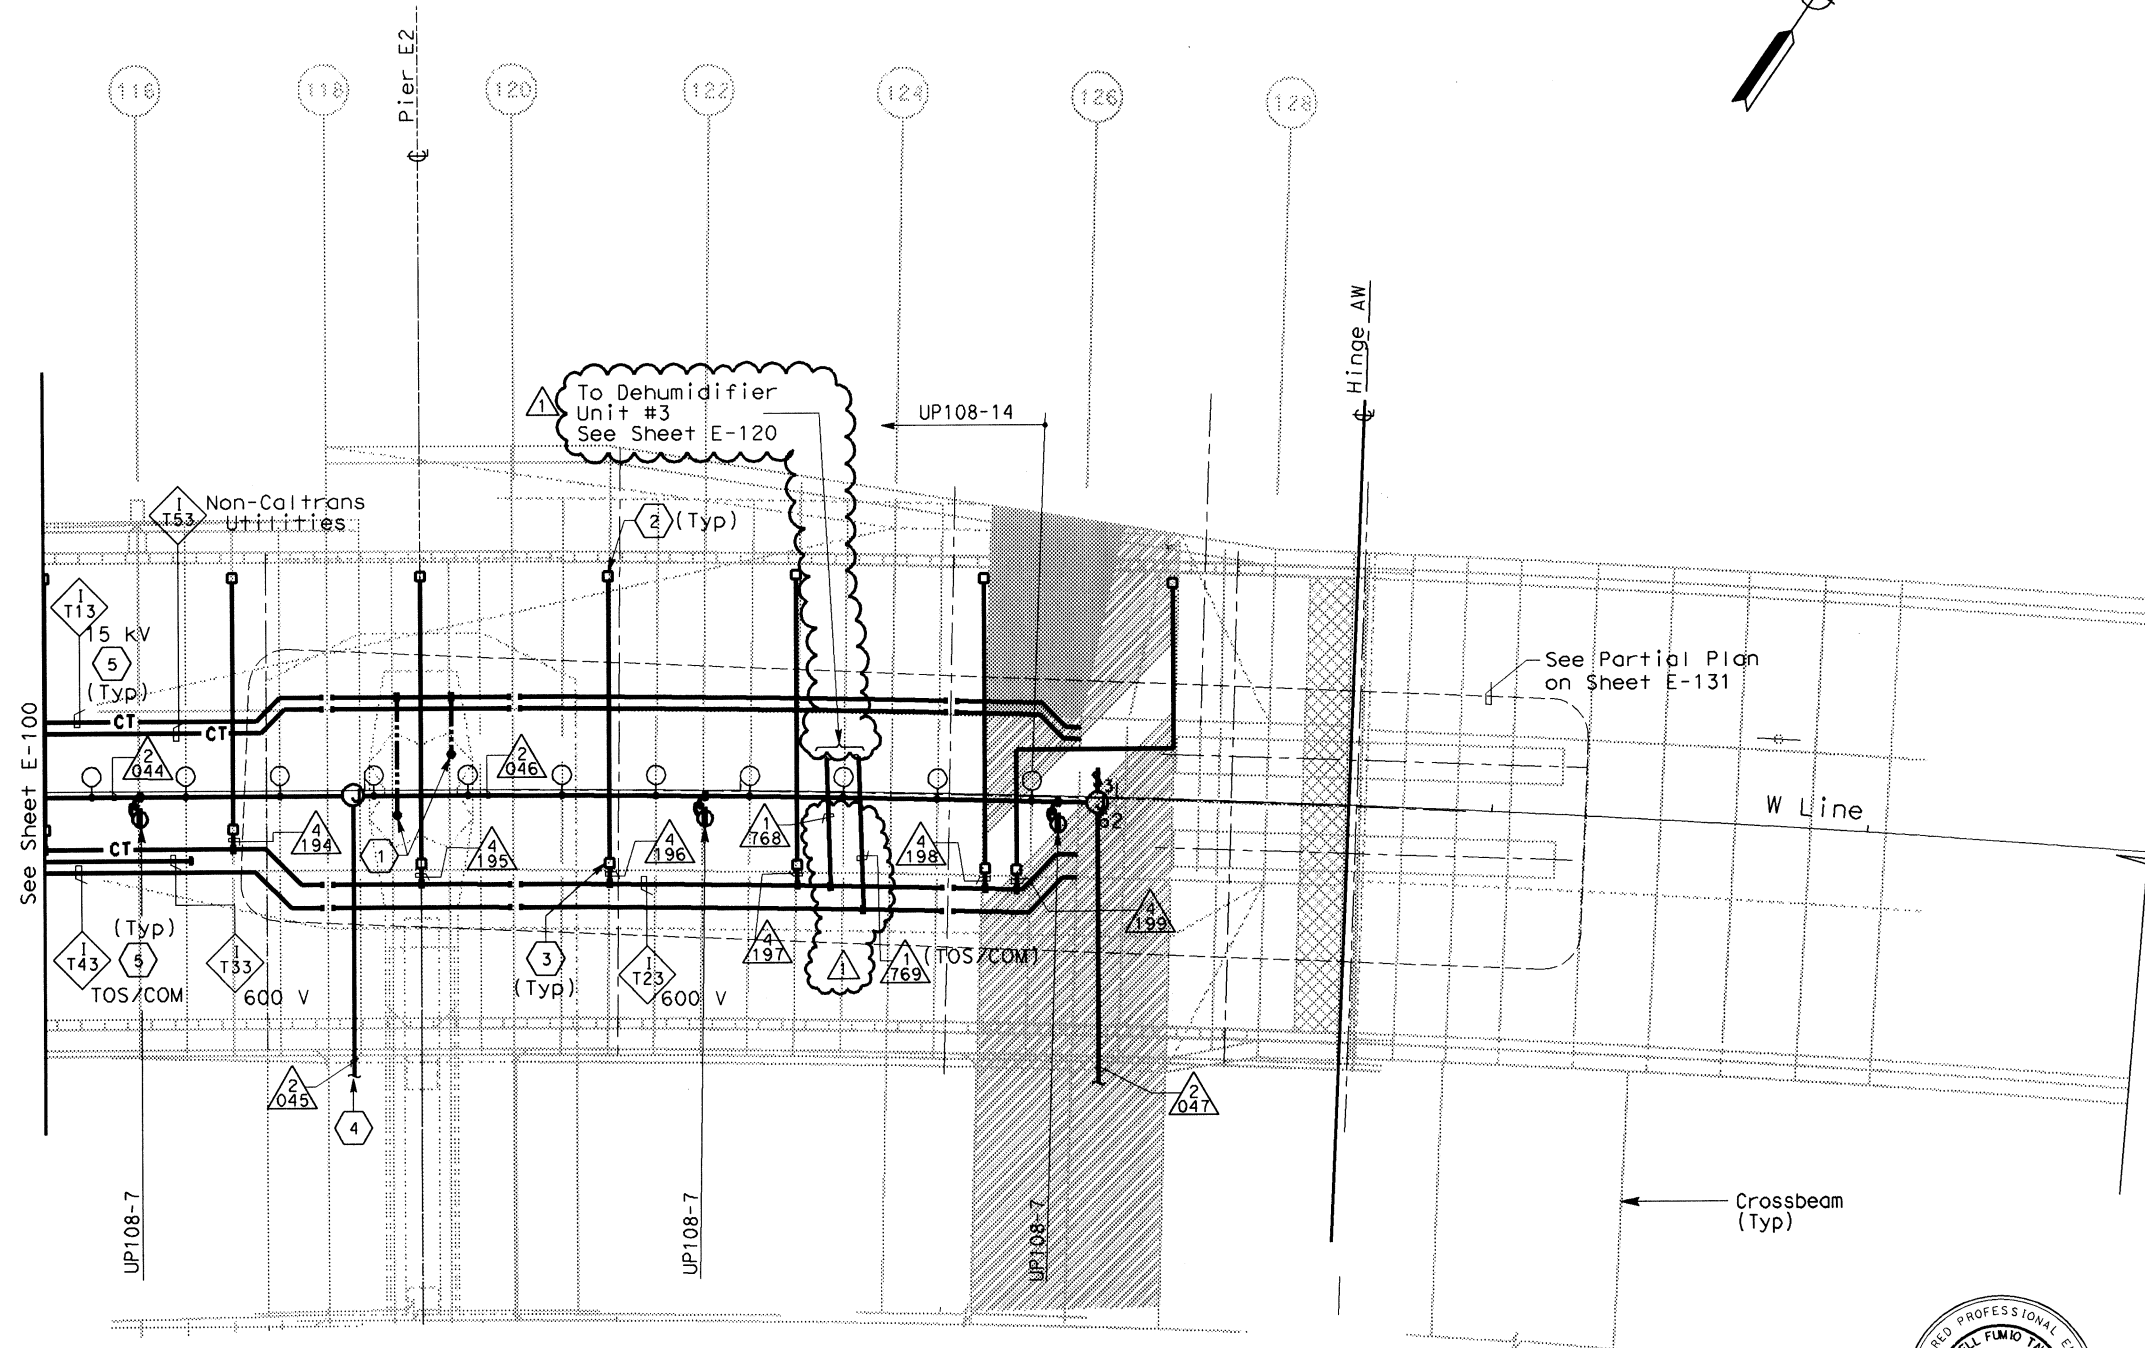 116
118
120
122
124
126
128
Pier E2
℄
℄ Hinge AW
To Dehumidifier
Unit #3
See Sheet E-120
1
UP108-14
I
T53
Non-Caltrans
Utilities
2 (Typ)
I
T13
15 kV
5
(Typ)
See Partial Plan
on Sheet E-131
See Sheet E-100
CT
CT
2
044
2
046
W Line
4
194
1
4
195
4
196
1
768
4
198
CT
4
199
(Typ)
5
I
T43
TOS/COM
I
T33
600 V
3
(Typ)
I
T23
600 V
4
197
1
1
769
(TOS/COM)
2
045
4
2
047
UP108-7
UP108-7
UP108-7
Crossbeam
(Typ)
PROFESSIONAL
FUMIO